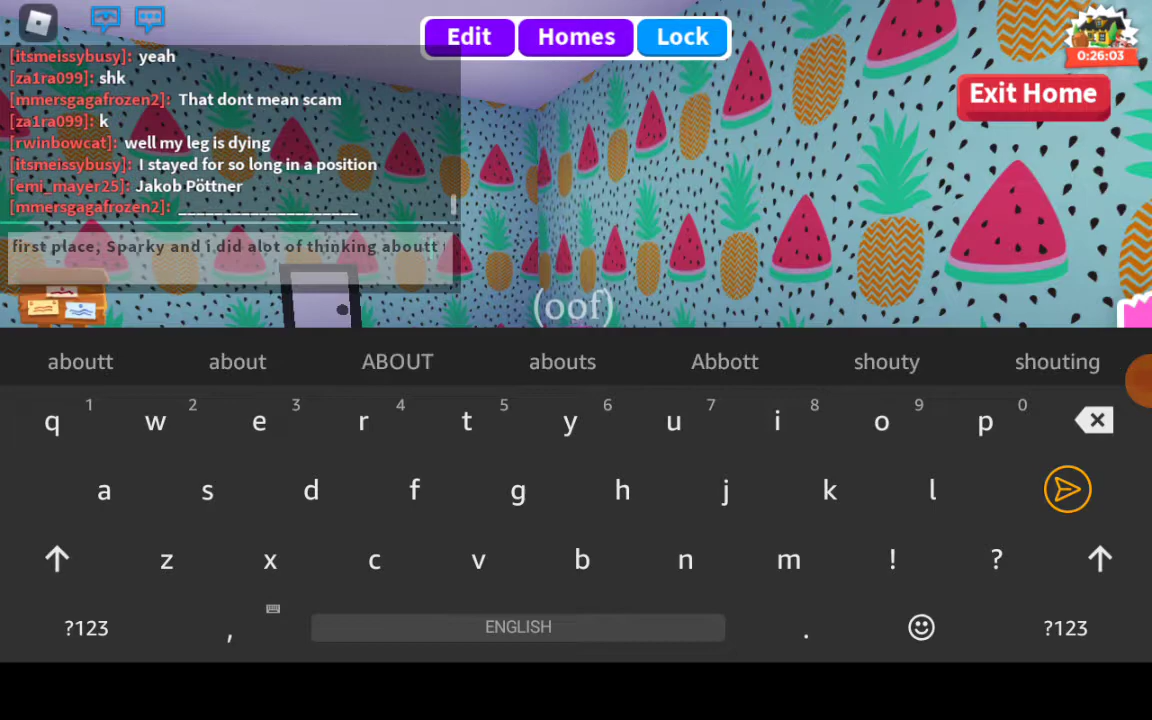 Edit Homes Lock
0:26:03
Exit Home
[itsmeissybusy]: yeah
[za1ra099]: shk
[mmersgagafrozen2]: That dont mean scam
[za1ra099]: k
[rwinbowcat]: well my leg is dying
[itsmeissybusy]: I stayed for so long in a position
[emi_mayer25]: Jakob Pöttner
[mmersgagafrozen2]: ____________________
first place, Sparky and i did alot of thinking aboutt
(oof)
aboutt about ABOUT abouts Abbott shouty shouting
1 2 3 4 5 6 7 8 9 0
q w e r t y u i o p
a s d f g h j k l
z x c v b n m ! ?
?123 , ENGLISH . ?123